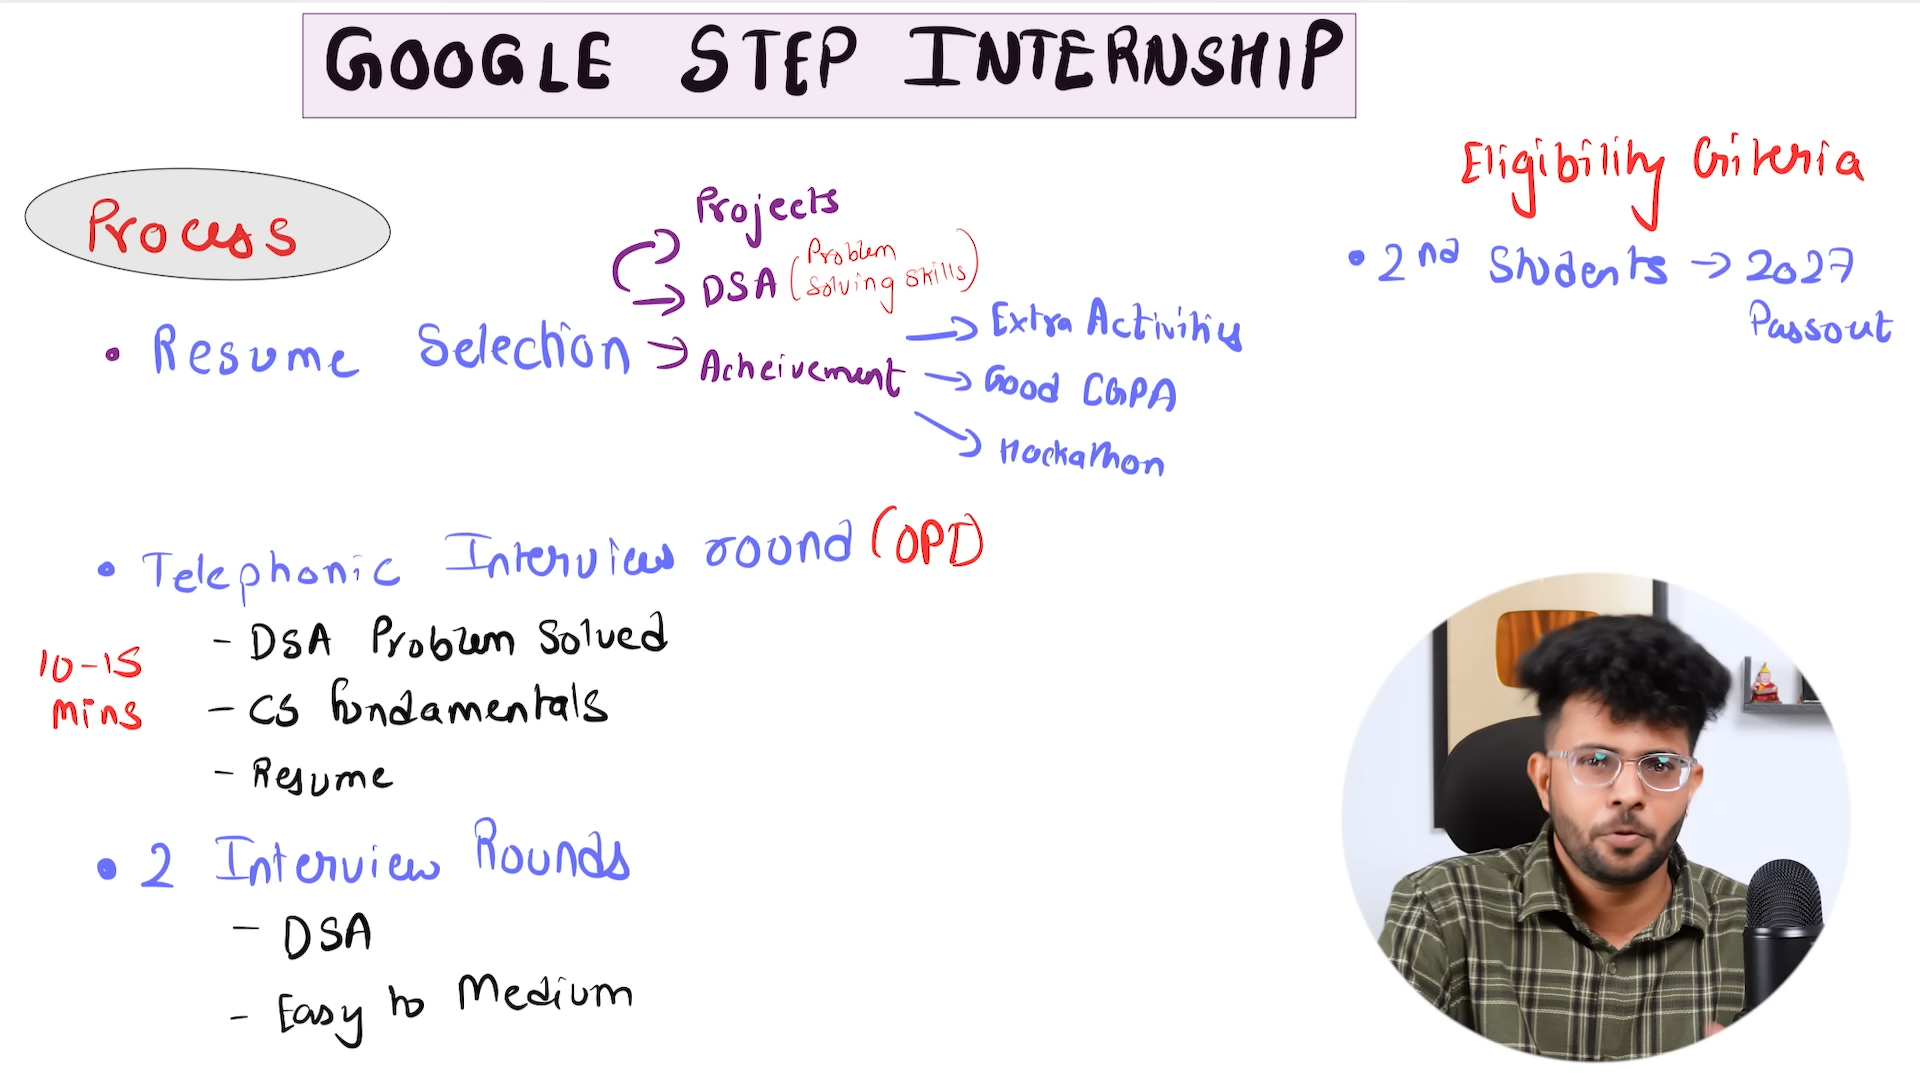 GOOGLE STEP INTERNSHIP
Process
Eligibility Criteria
• 2nd Students → 2027
Passout
• Resume Selection
Projects
DSA (Problem
Solving skills)
Acheivement
Extra Activities
Good CGPA
Hackathon
• Telephonic Interview round (OPI)
10-15
Mins
- DSA Problem Solved
- CS fundamentals
- Resume
• 2 Interview Rounds
- DSA
- Easy to Medium